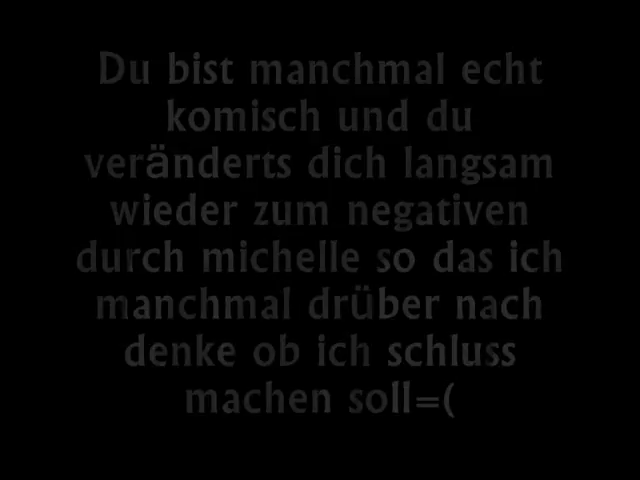 Du bist manchmal echt
komisch und du
veränderts dich langsam
wieder zum negativen
durch michelle so das ich
manchmal drüber nach
denke ob ich schluss
machen soll=(